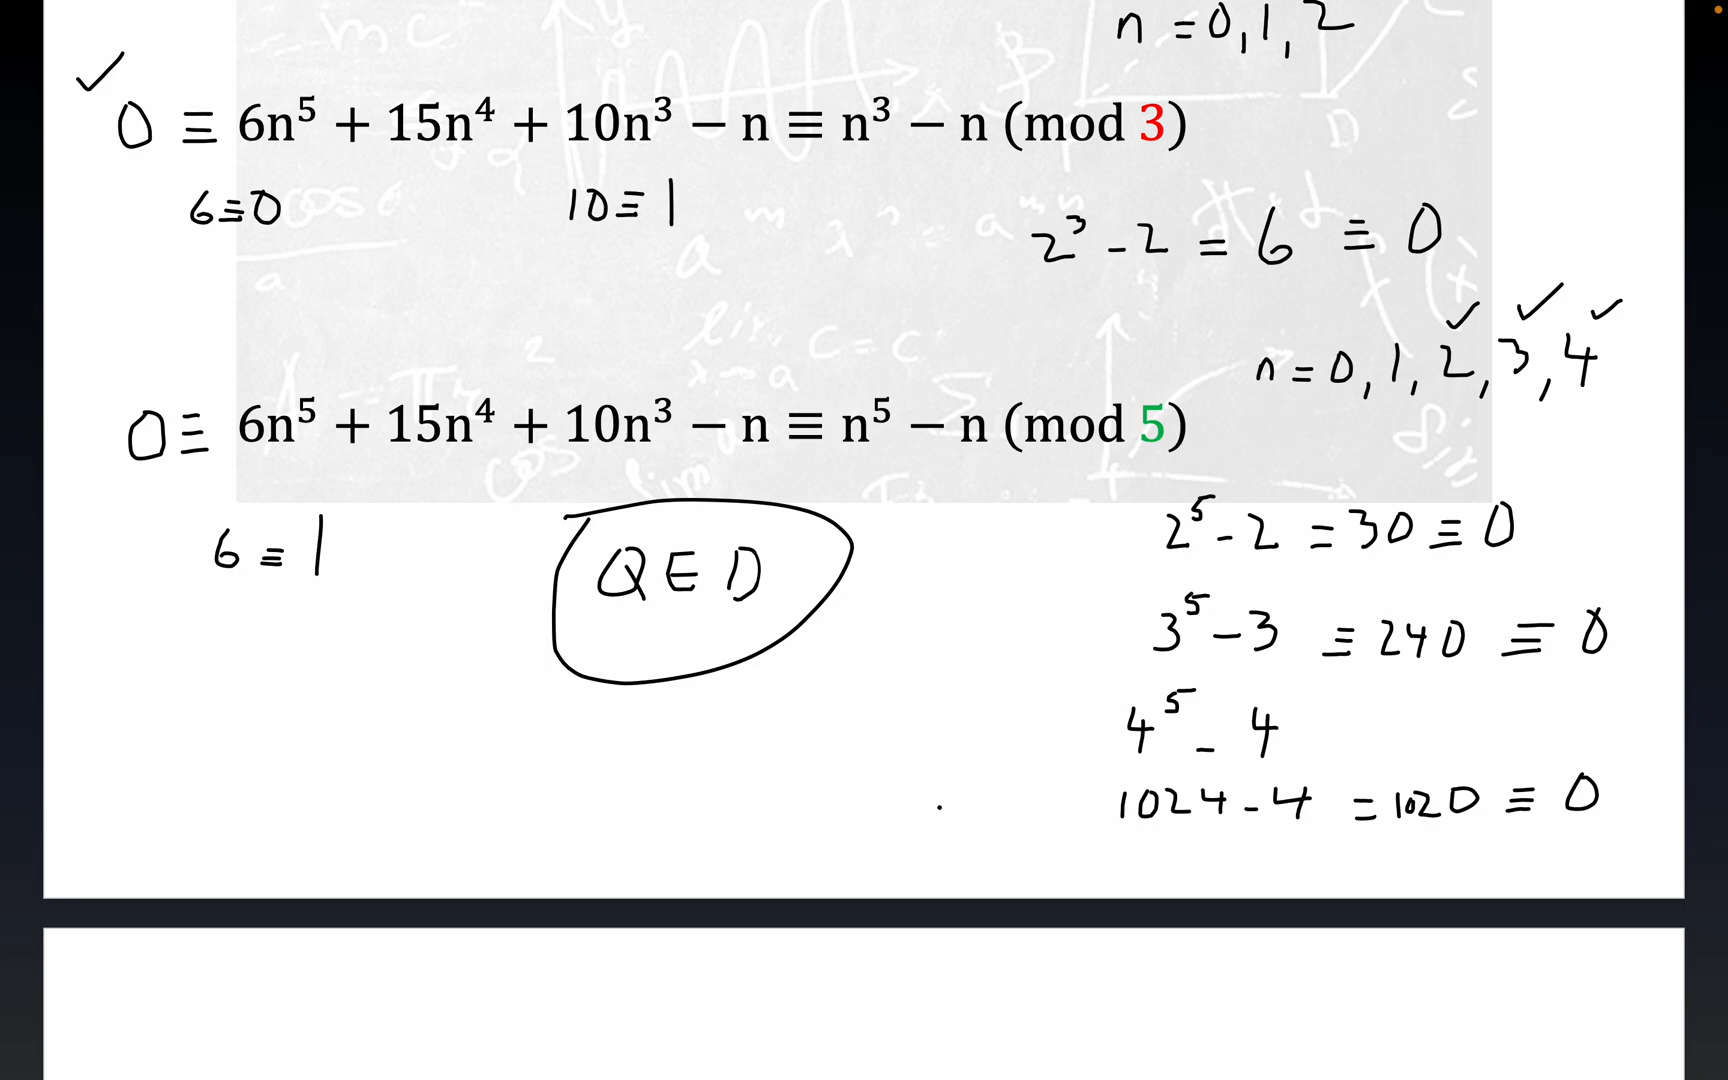 n = 0, 1, 2
✓
0 ≡ 6n⁵ + 15n⁴ + 10n³ − n ≡ n³ − n (mod 3)
6 ≡ 0 10 ≡ 1
2³ - 2 = 6 ≡ 0
✓ ✓ ✓
n = 0, 1, 2, 3, 4
0 ≡ 6n⁵ + 15n⁴ + 10n³ − n ≡ n⁵ − n (mod 5)
6 ≡ 1
QED
2⁵ - 2 = 30 ≡ 0
3⁵ - 3 ≡ 240 ≡ 0
4⁵ - 4
1024 - 4 = 1020 ≡ 0